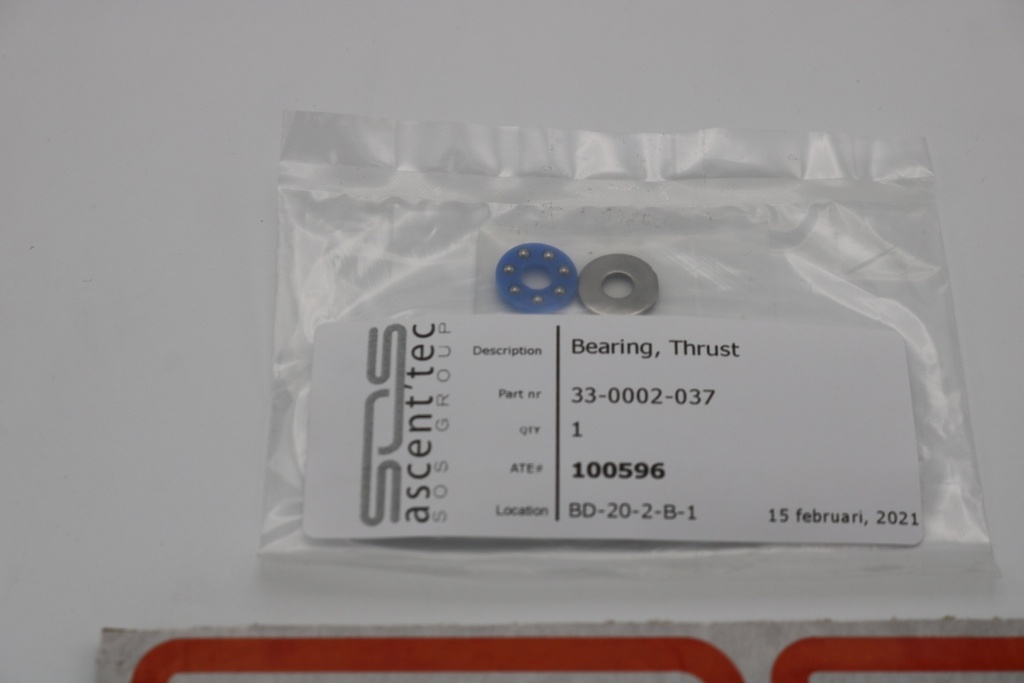 ascent'tec
SOS GROUP
Description Bearing, Thrust
Part nr 33-0002-037
QTY 1
ATE# 100596
Location BD-20-2-B-1
15 februari, 2021